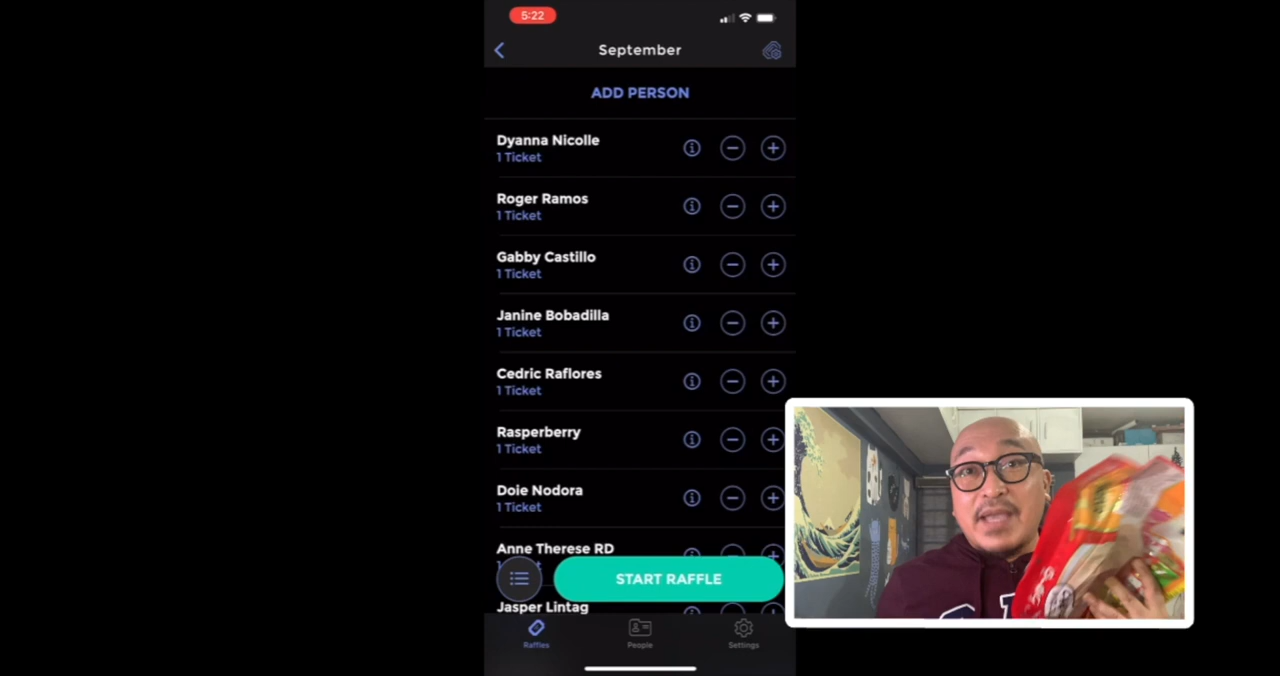 5:22
September
ADD PERSON
Dyanna Nicolle
1 Ticket
Roger Ramos
1 Ticket
Gabby Castillo
1 Ticket
Janine Bobadilla
1 Ticket
Cedric Raflores
1 Ticket
Rasperberry
1 Ticket
Doie Nodora
1 Ticket
Anne Therese RD
START RAFFLE
Jasper Lintag
Raffles
People
Settings